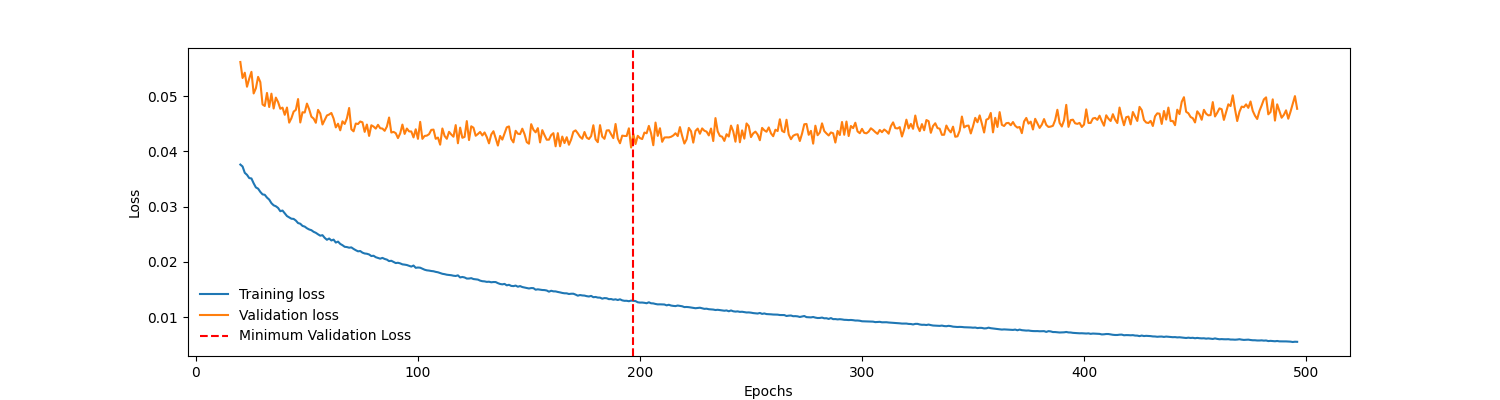 0.05
0.04
0.03
0.02
0.01
Loss
Training loss
Validation loss
Minimum Validation Loss
0 100 200 300 400 500
Epochs